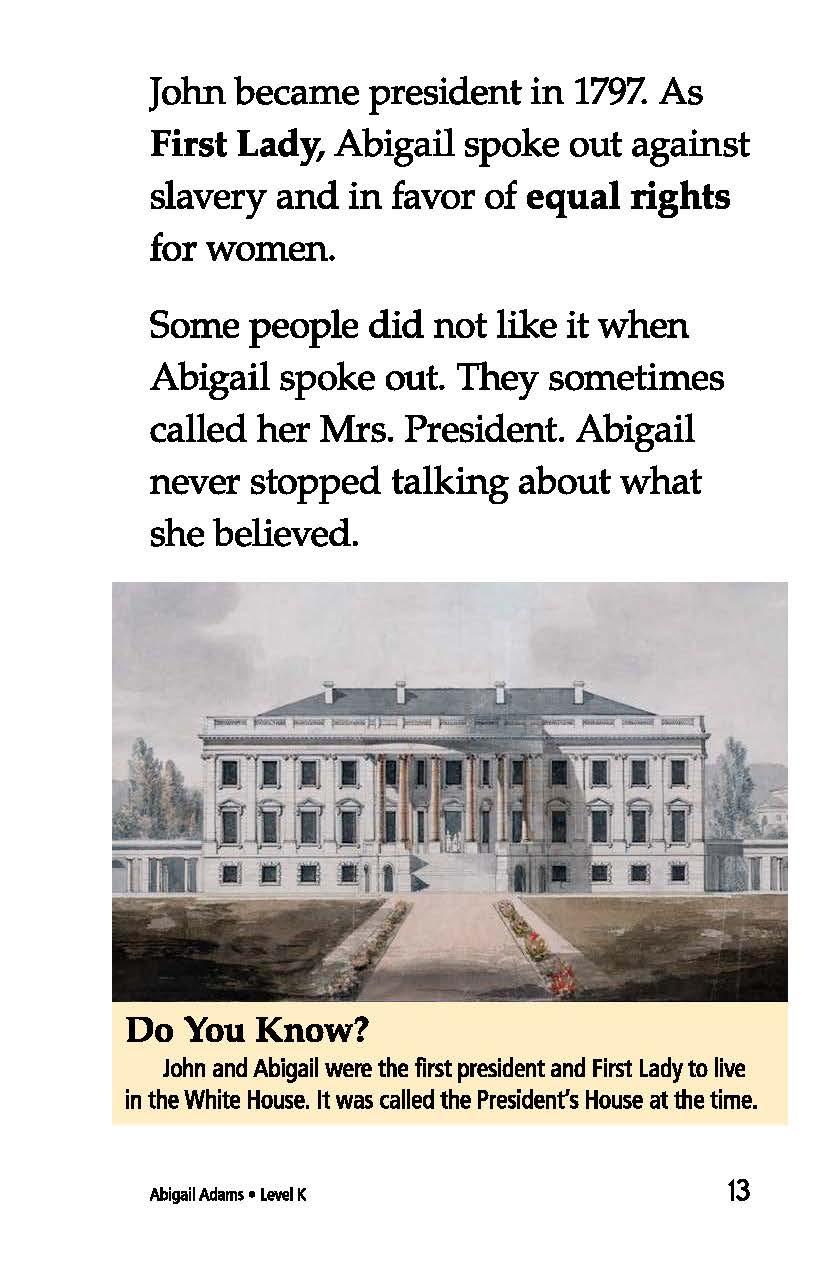 John became president in 1797. As
First Lady, Abigail spoke out against
slavery and in favor of equal rights
for women.
Some people did not like it when
Abigail spoke out. They sometimes
called her Mrs. President. Abigail
never stopped talking about what
she believed.
Do You Know?
John and Abigail were the first president and First Lady to live
in the White House. It was called the President’s House at the time.
Abigail Adams • Level K
13